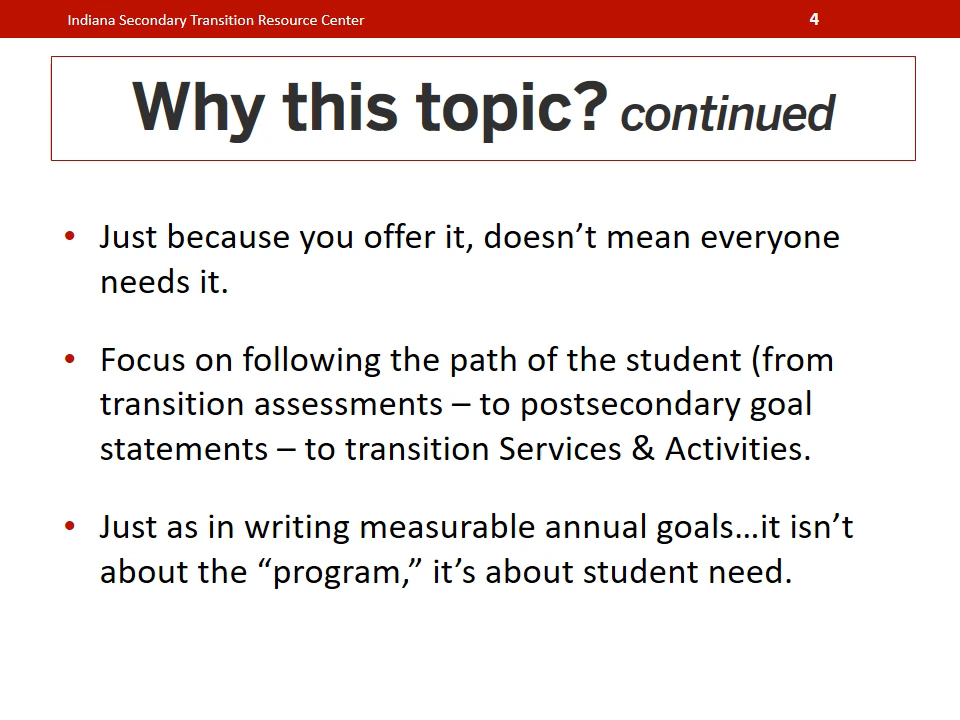 Indiana Secondary Transition Resource Center
4
Why this topic? continued
• Just because you offer it, doesn’t mean everyone
needs it.
• Focus on following the path of the student (from
transition assessments – to postsecondary goal
statements – to transition Services & Activities.
• Just as in writing measurable annual goals…it isn’t
about the “program,” it’s about student need.